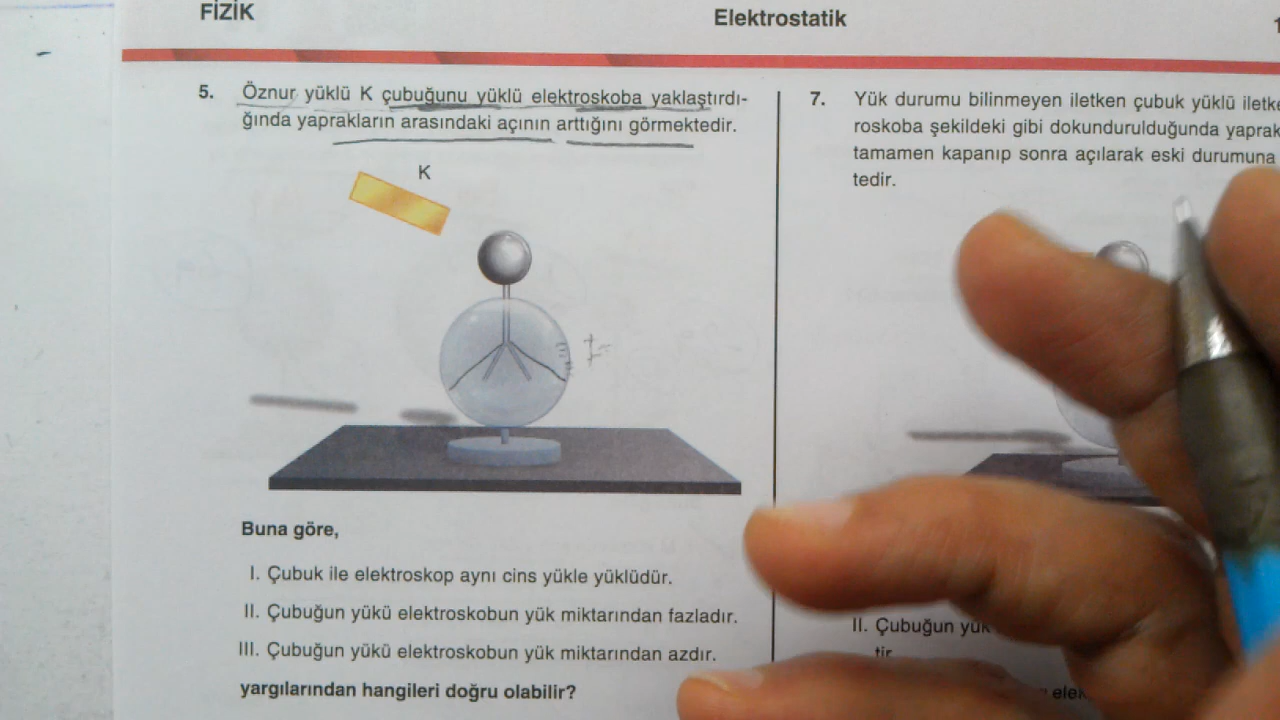 FİZİK
Elektrostatik
5. Öznur yüklü K çubuğunu yüklü elektroskoba yaklaştırdı-
ğında yaprakların arasındaki açının arttığını görmektedir.
K
Buna göre,
I. Çubuk ile elektroskop aynı cins yükle yüklüdür.
II. Çubuğun yükü elektroskobun yük miktarından fazladır.
III. Çubuğun yükü elektroskobun yük miktarından azdır.
yargılarından hangileri doğru olabilir?
7. Yük durumu bilinmeyen iletken çubuk yüklü
roskoba şekildeki gibi dokundurulduğunda
tamamen kapanıp sonra açılarak eski durumuna
tedir.
II. Çubuğun
tir